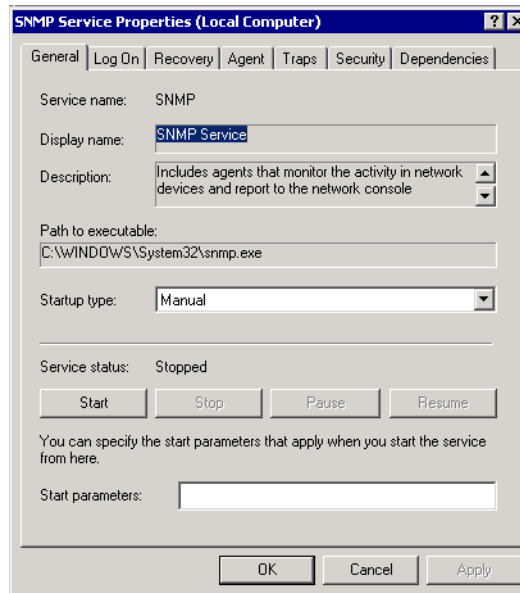 SNMP Service Properties (Local Computer)
General Log On Recovery Agent Traps Security Dependencies
Service name: SNMP
Display name: SNMP Service
Description: Includes agents that monitor the activity in network
devices and report to the network console
Path to executable:
C:\WINDOWS\System32\snmp.exe
Startup type: Manual
Service status: Stopped
Start Stop Pause Resume
You can specify the start parameters that apply when you start the service
from here.
Start parameters:
OK Cancel Apply